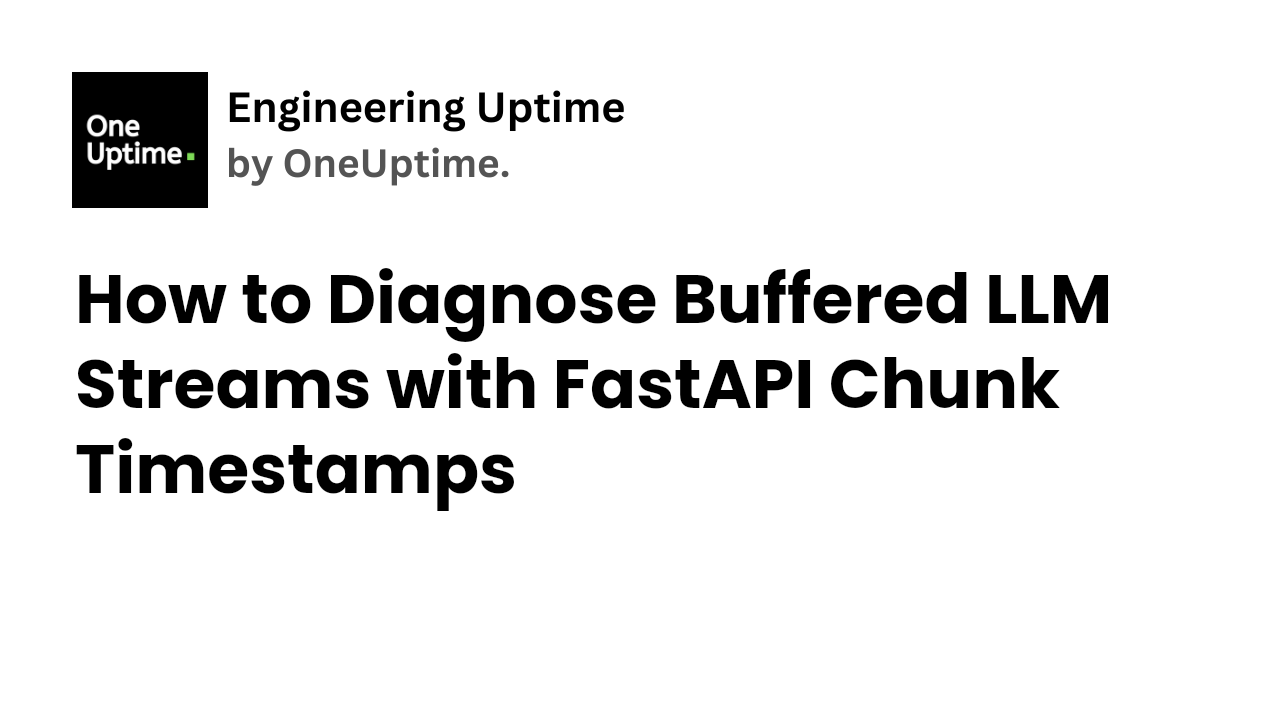 One
Uptime
Engineering Uptime
by OneUptime.
How to Diagnose Buffered LLM
Streams with FastAPI Chunk
Timestamps